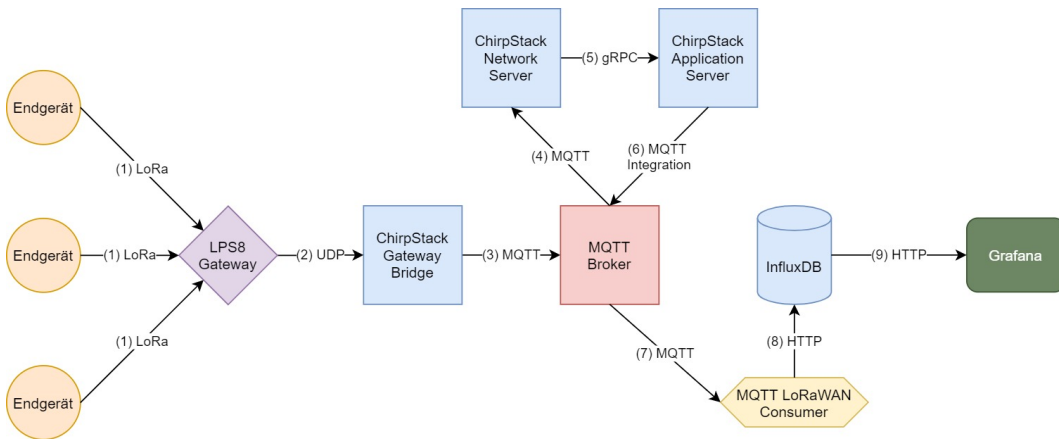 ChirpStack
Network
Server
(5) gRPC
ChirpStack
Application
Server
Endgerät
(1) LoRa
(4) MQTT
(6) MQTT
Integration
Endgerät
(1) LoRa
LPS8
Gateway
(2) UDP
ChirpStack
Gateway
Bridge
(3) MQTT
MQTT
Broker
InfluxDB
(9) HTTP
Grafana
(1) LoRa
(7) MQTT
(8) HTTP
Endgerät
MQTT LoRaWAN
Consumer